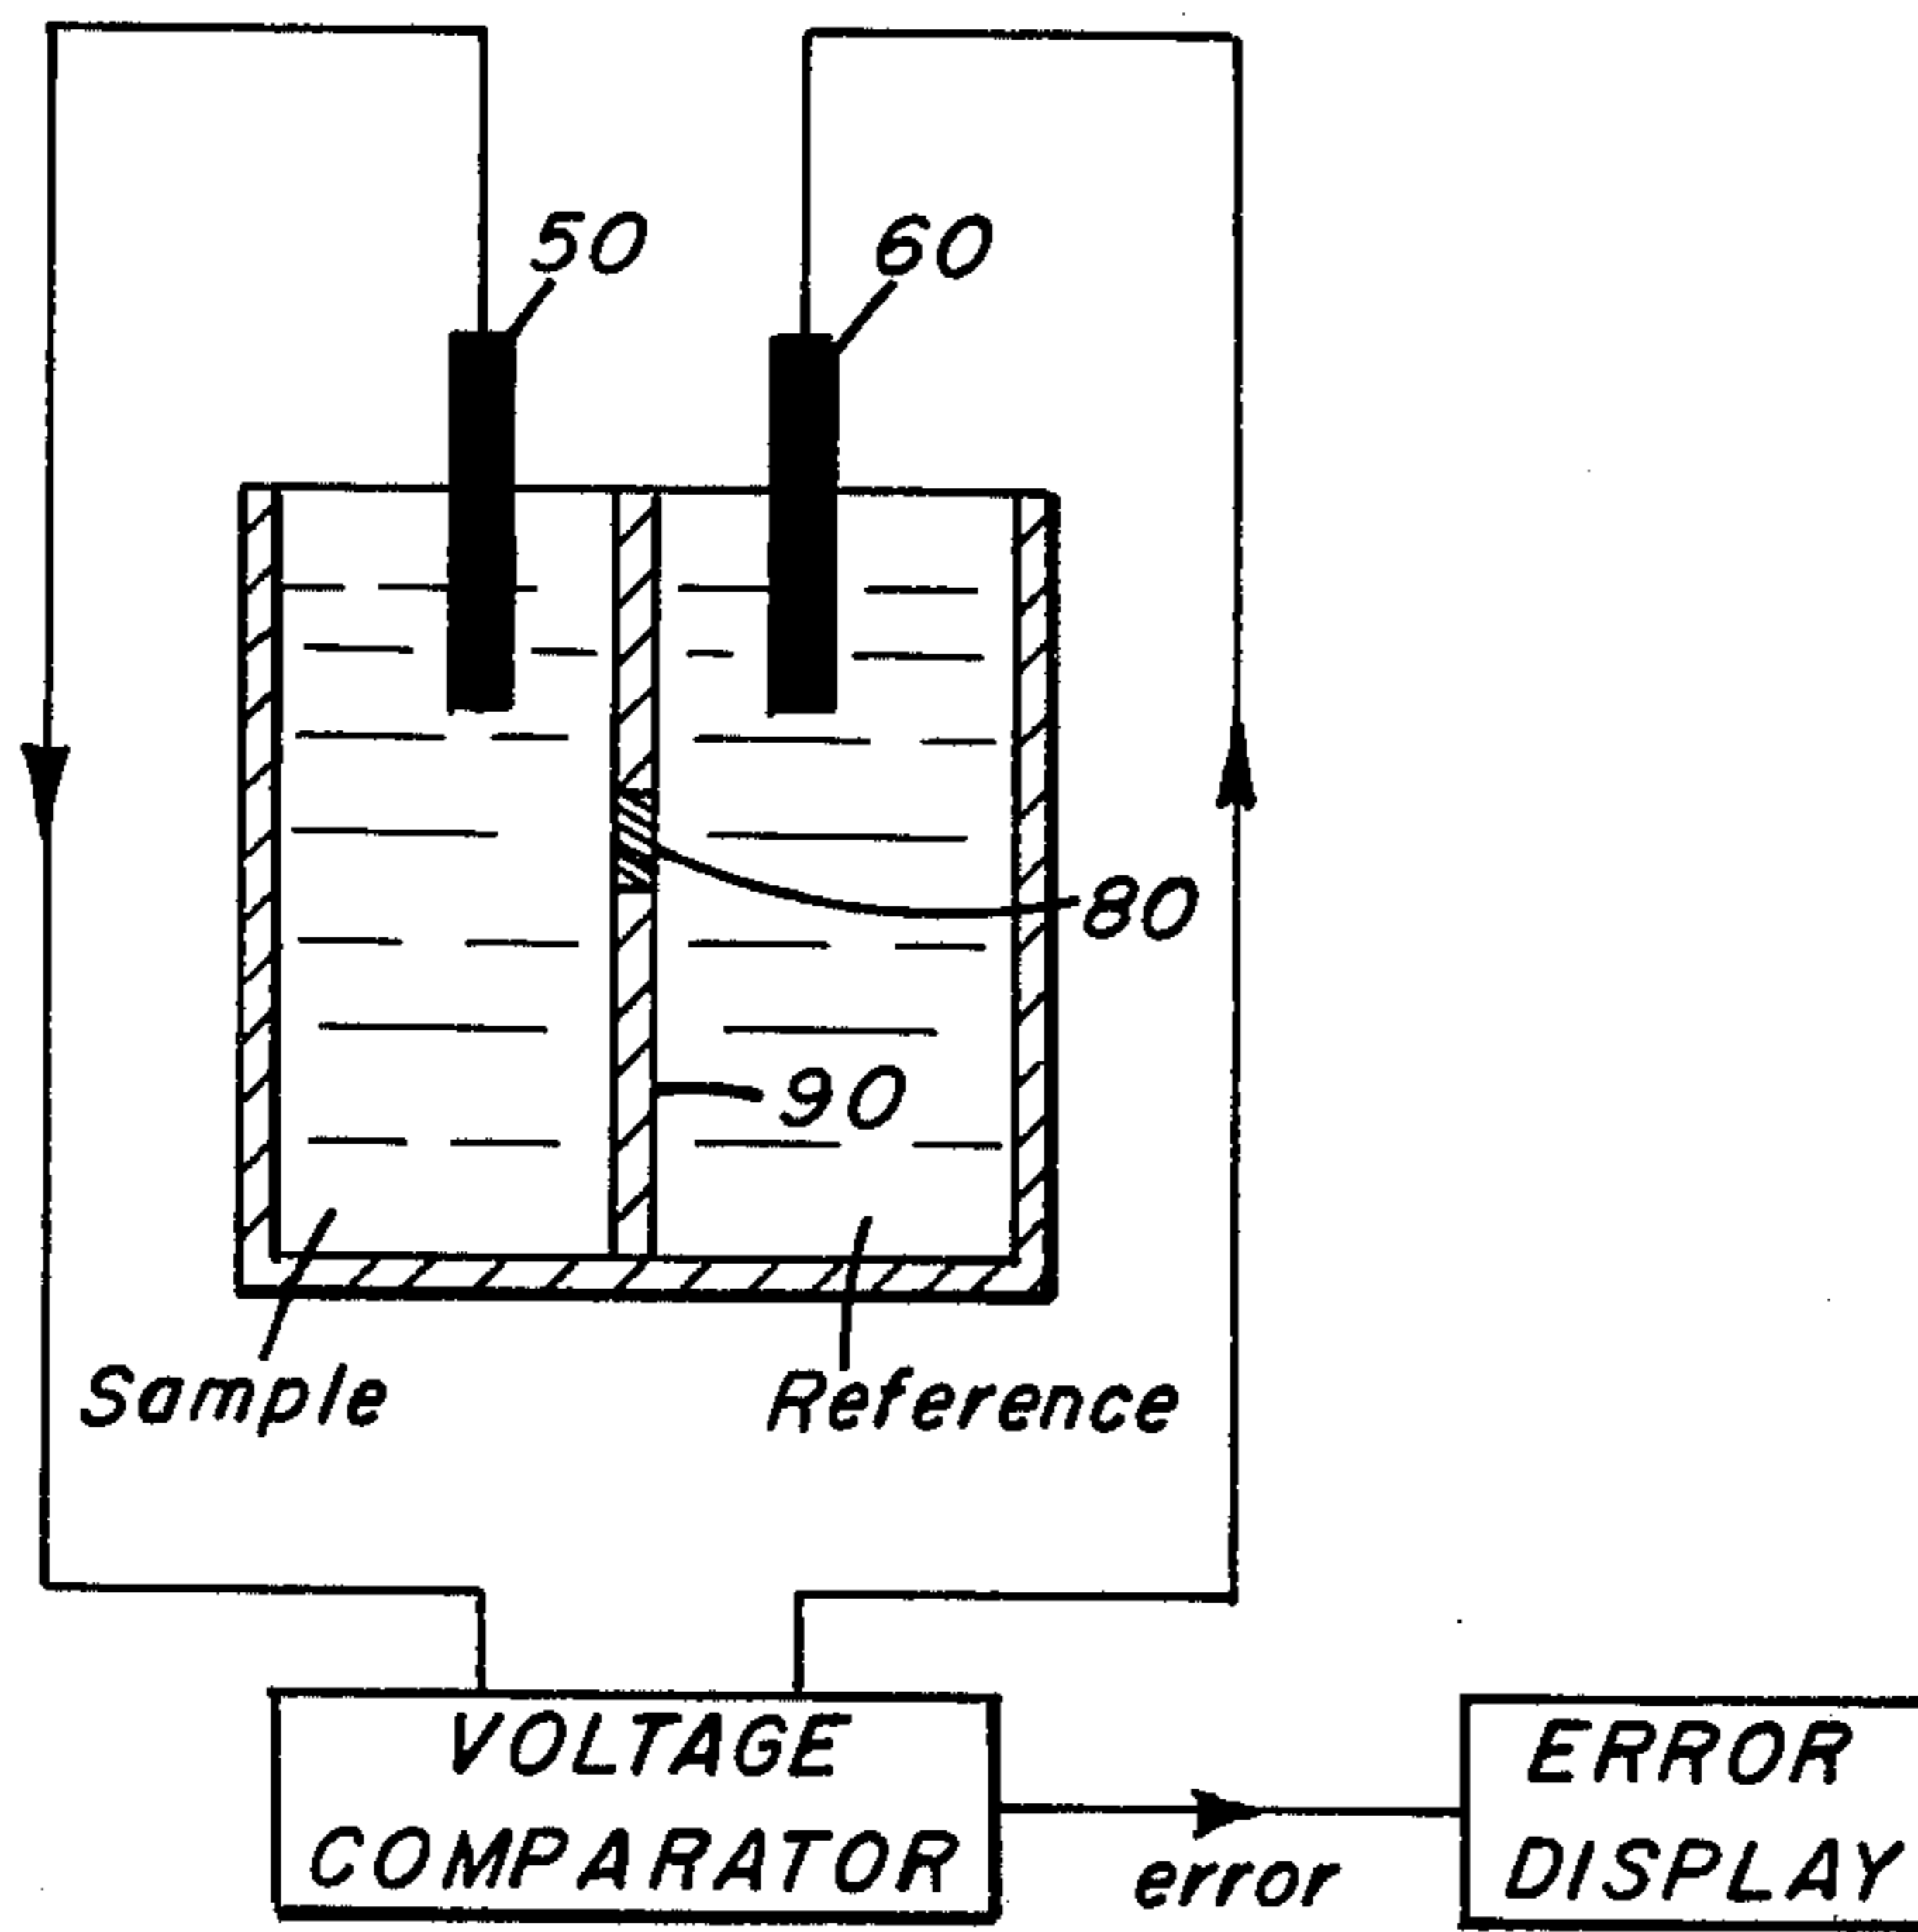 50
60
80
90
Sample
Reference
VOLTAGE
COMPARATOR
error
ERROR
DISPLAY